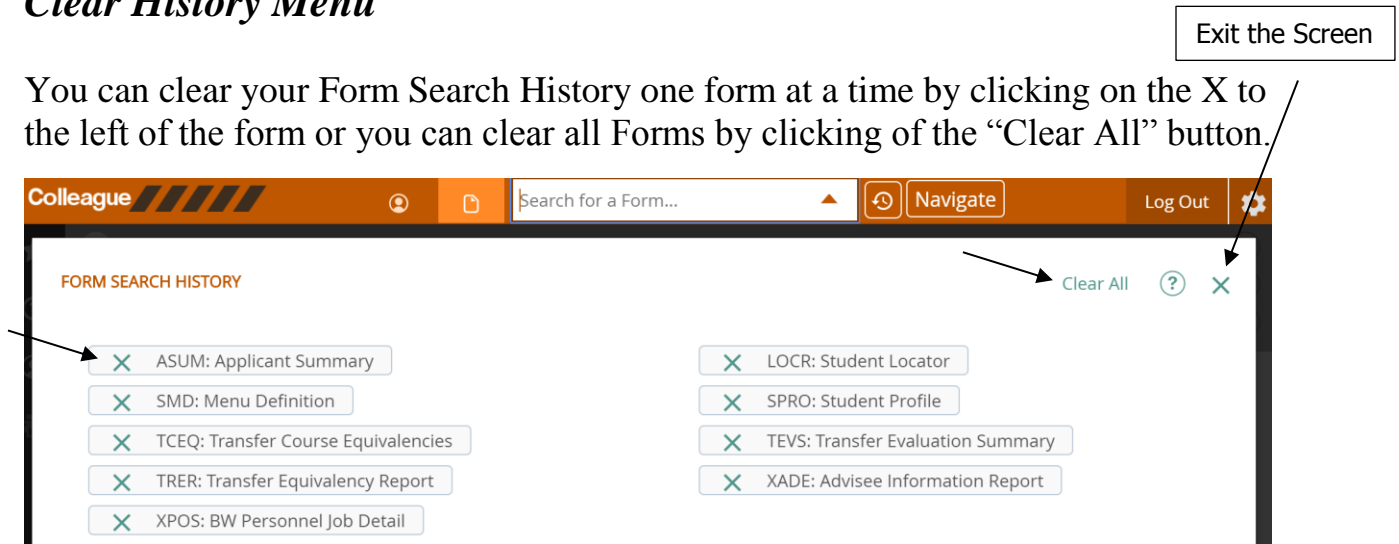 Clear History Menu
Exit the Screen
You can clear your Form Search History one form at a time by clicking on the X to
the left of the form or you can clear all Forms by clicking of the “Clear All” button.
Colleague
Search for a Form...
Navigate
Log Out
FORM SEARCH HISTORY
Clear All
?
ASUM: Applicant Summary
LOCR: Student Locator
SMD: Menu Definition
SPRO: Student Profile
TCEQ: Transfer Course Equivalencies
TEVS: Transfer Evaluation Summary
TRER: Transfer Equivalency Report
XADE: Advisee Information Report
XPOS: BW Personnel Job Detail